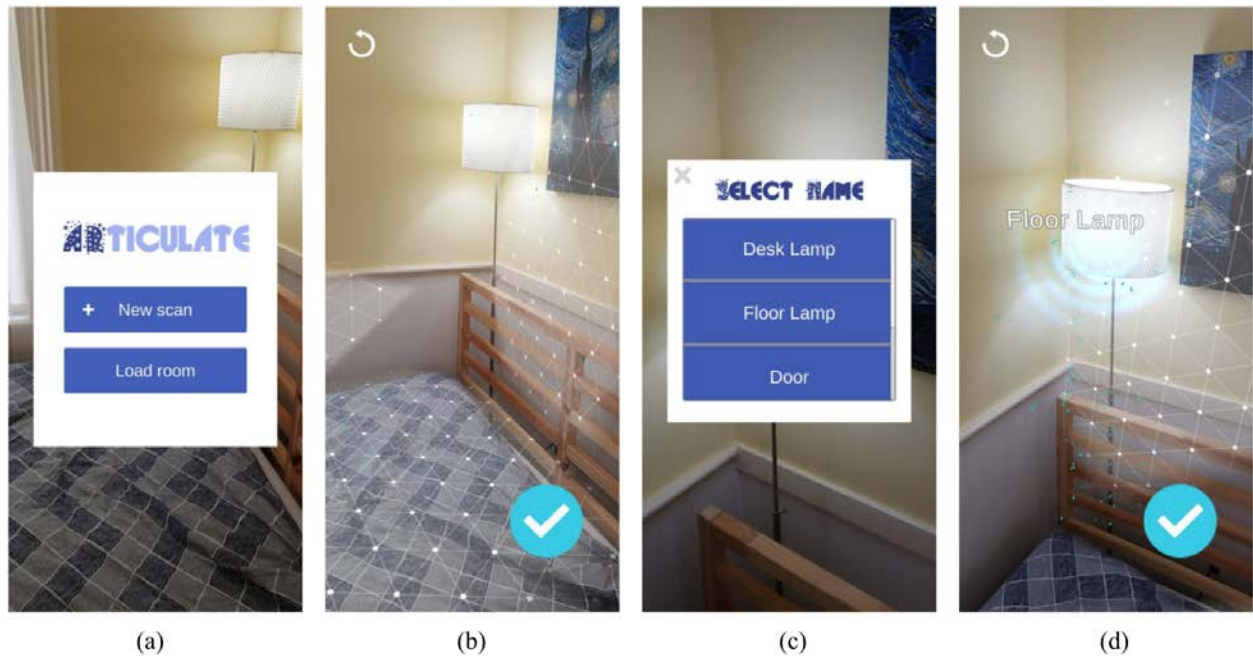 ARTICULATE
+ New scan
Load room
SELECT NAME
Desk Lamp
Floor Lamp
Door
Floor Lamp
(a)
(b)
(c)
(d)